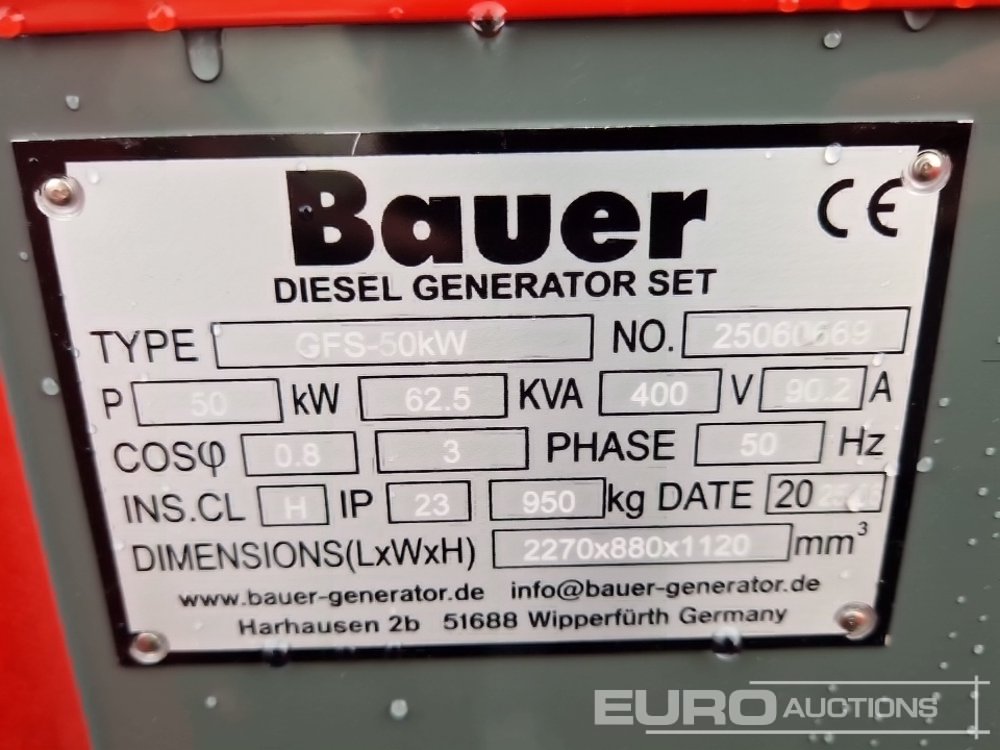 Bauer CE
DIESEL GENERATOR SET
TYPE GFS-50kW NO. 25060669
P 50 kW 62.5 KVA 400 V 90.2 A
COSφ 0.8 3 PHASE 50 Hz
INS.CL H IP 23 950 kg DATE 20
DIMENSIONS(LxWxH) 2270x880x1120 mm³
www.bauer-generator.de info@bauer-generator.de
Harhausen 2b 51688 Wipperfürth Germany
EURO AUCTIONS